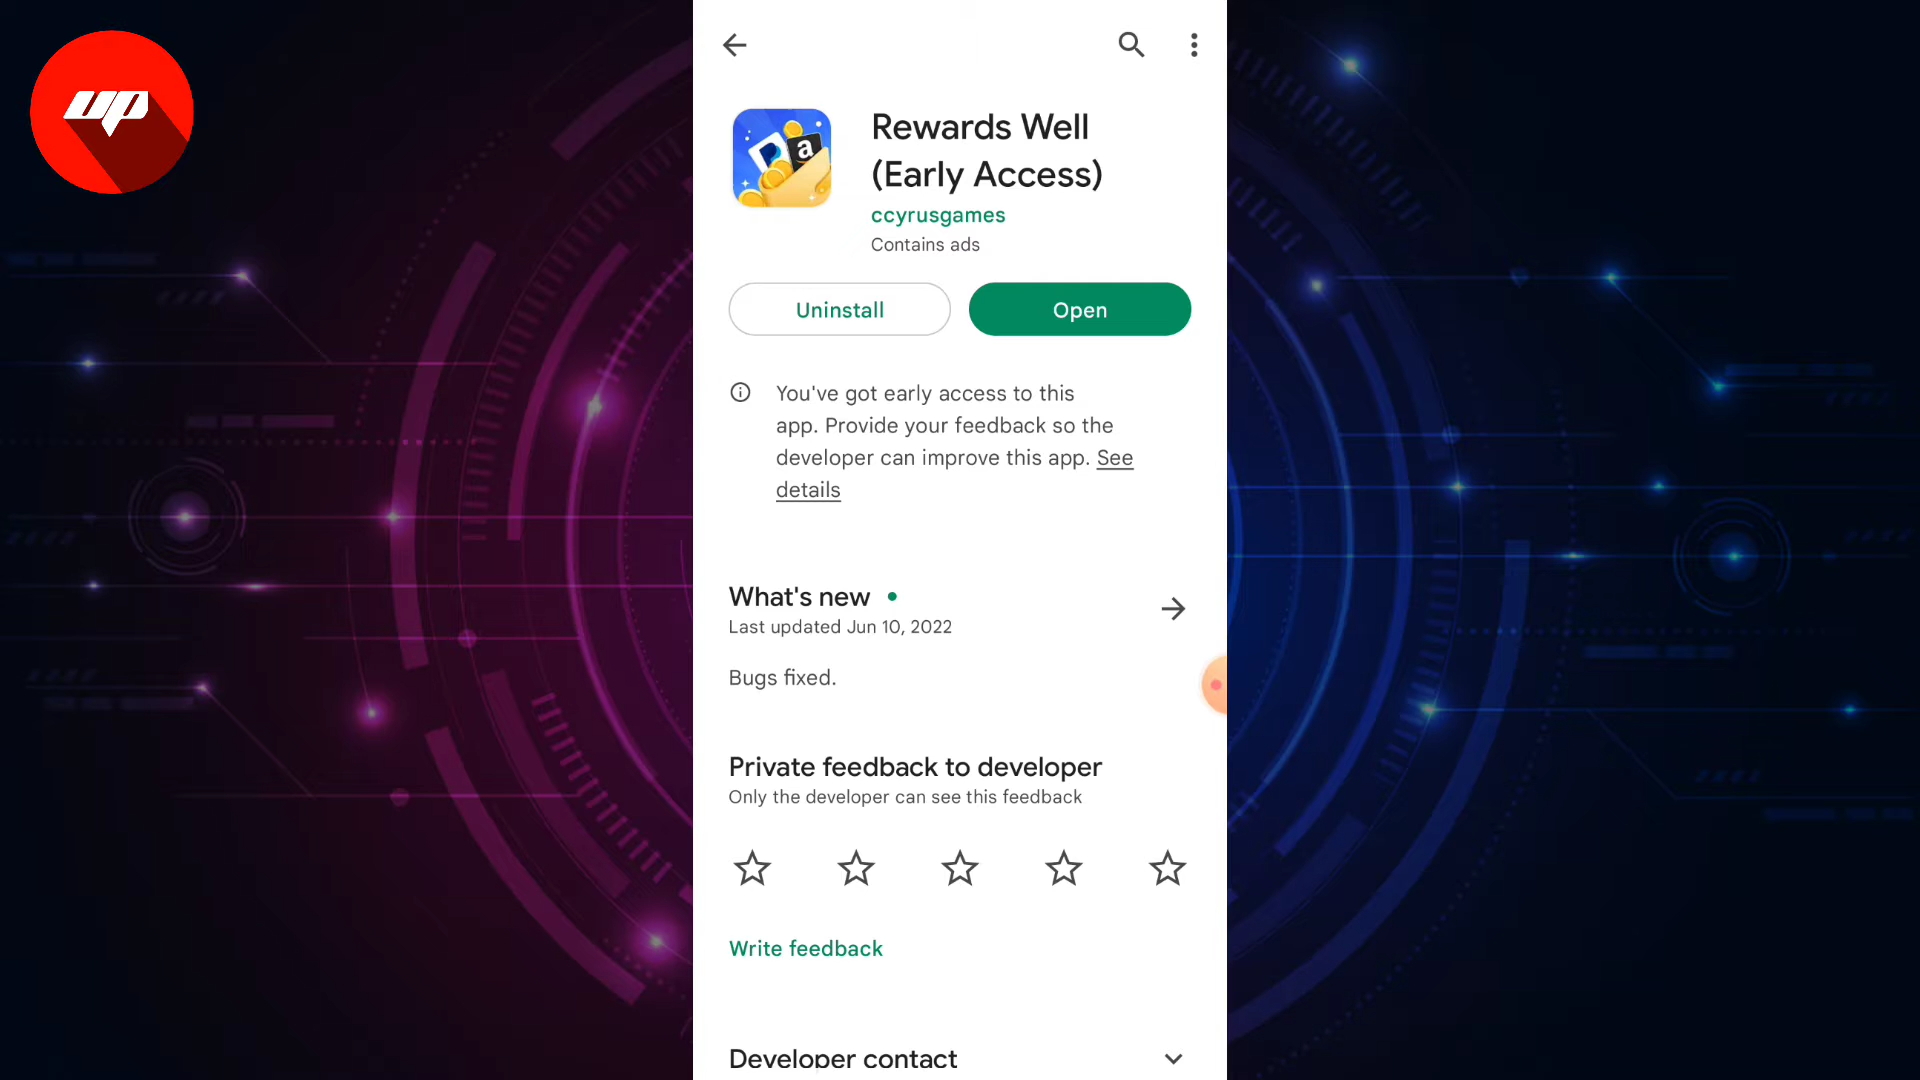 UP
Rewards Well
(Early Access)
ccyrusgames
Contains ads
Uninstall
Open
You've got early access to this
app. Provide your feedback so the
developer can improve this app. See
details
What's new
Last updated Jun 10, 2022
Bugs fixed.
Private feedback to developer
Only the developer can see this feedback
Write feedback
Developer contact